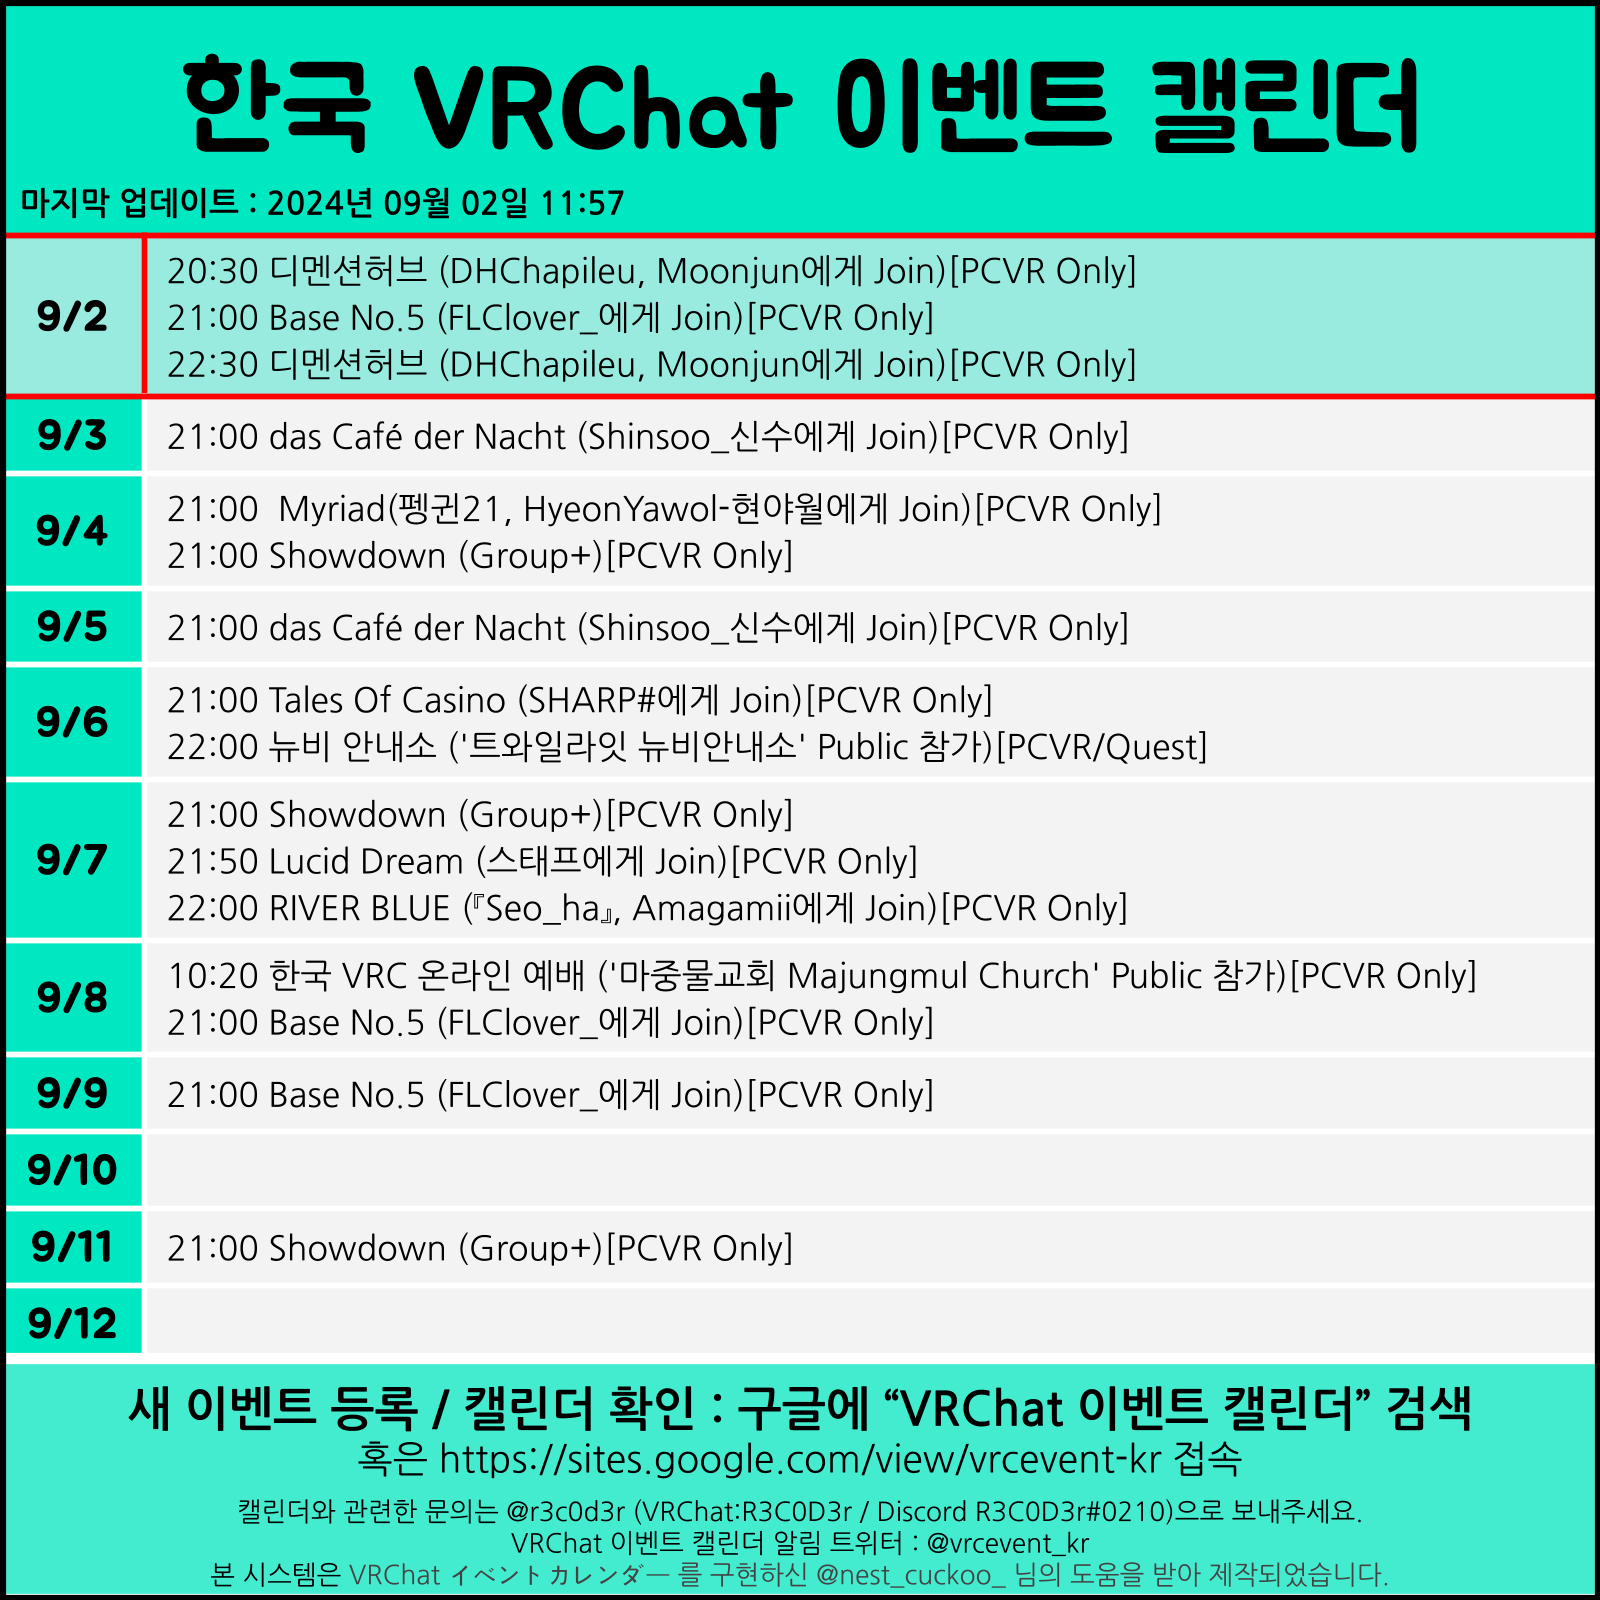 한국 VRChat 이벤트 캘린더
마지막 업데이트 : 2024년 09월 02일 11:57
9/2
20:30 디멘션허브 (DHChapileu, Moonjun에게 Join)[PCVR Only]
21:00 Base No.5 (FLClover_에게 Join)[PCVR Only]
22:30 디멘션허브 (DHChapileu, Moonjun에게 Join)[PCVR Only]
9/3
21:00 das Café der Nacht (Shinsoo_신수에게 Join)[PCVR Only]
9/4
21:00  Myriad(펭귄21, HyeonYawol-현야월에게 Join)[PCVR Only]
21:00 Showdown (Group+)[PCVR Only]
9/5
21:00 das Café der Nacht (Shinsoo_신수에게 Join)[PCVR Only]
9/6
21:00 Tales Of Casino (SHARP#에게 Join)[PCVR Only]
22:00 뉴비 안내소 ('트와일라잇 뉴비안내소' Public 참가)[PCVR/Quest]
9/7
21:00 Showdown (Group+)[PCVR Only]
21:50 Lucid Dream (스태프에게 Join)[PCVR Only]
22:00 RIVER BLUE (『Seo_ha』, Amagamii에게 Join)[PCVR Only]
9/8
10:20 한국 VRC 온라인 예배 ('마중물교회 Majungmul Church' Public 참가)[PCVR Only]
21:00 Base No.5 (FLClover_에게 Join)[PCVR Only]
9/9
21:00 Base No.5 (FLClover_에게 Join)[PCVR Only]
9/10
9/11
21:00 Showdown (Group+)[PCVR Only]
9/12
새 이벤트 등록 / 캘린더 확인 : 구글에 “VRChat 이벤트 캘린더” 검색
혹은 https://sites.google.com/view/vrcevent-kr 접속
캘린더와 관련한 문의는 @r3c0d3r (VRChat:R3C0D3r / Discord R3C0D3r#0210)으로 보내주세요.
VRChat 이벤트 캘린더 알림 트위터 : @vrcevent_kr
본 시스템은 VRChat イベントカレンダー 를 구현하신 @nest_cuckoo_ 님의 도움을 받아 제작되었습니다.